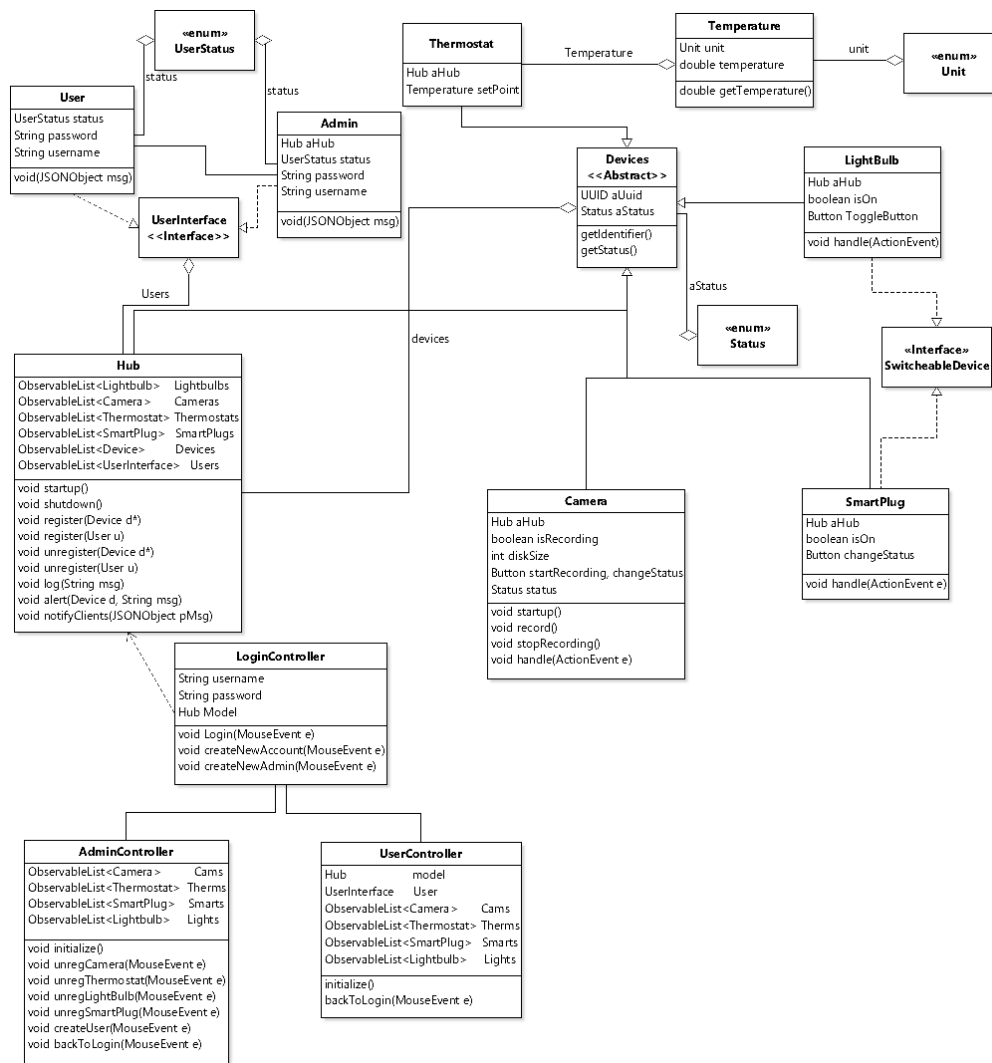 «enum»
UserStatus
status
status
User
UserStatus status
String password
String username
void(JSONObject msg)
Admin
Hub aHub
UserStatus status
String password
String username
void(JSONObject msg)
UserInterface
<<Interface>>
Users
Thermostat
Hub aHub
Temperature setPoint
Temperature
Temperature
Unit unit
double temperature
double getTemperature()
unit
«enum»
Unit
Devices
<<Abstract>>
UUID aUuid
Status aStatus
getIdentifier()
getStatus()
LightBulb
Hub aHub
boolean isOn
Button ToggleButton
void handle(ActionEvent)
aStatus
«enum»
Status
devices
«Interface»
SwitcheableDevice
Hub
ObservableList<Lightbulb> Lightbulbs
ObservableList<Camera> Cameras
ObservableList<Thermostat> Thermostats
ObservableList<SmartPlug> SmartPlugs
ObservableList<Device> Devices
ObservableList<UserInterface> Users
void startup()
void shutdown()
void register(Device d*)
void register(User u)
void unregister(Device d*)
void unregister(User u)
void log(String msg)
void alert(Device d, String msg)
void notifyClients(JSONObject pMsg)
Camera
Hub aHub
boolean isRecording
int diskSize
Button startRecording, changeStatus
Status status
void startup()
void record()
void stopRecording()
void handle(ActionEvent e)
SmartPlug
Hub aHub
boolean isOn
Button changeStatus
void handle(ActionEvent e)
LoginController
String username
String password
Hub Model
void Login(MouseEvent e)
void createNewAccount(MouseEvent e)
void createNewAdmin(MouseEvent e)
AdminController
ObservableList<Camera> Cams
ObservableList<Thermostat> Therms
ObservableList<SmartPlug> Smarts
ObservableList<Lightbulb> Lights
void initialize()
void unregCamera(MouseEvent e)
void unregThermostat(MouseEvent e)
void unregLightBulb(MouseEvent e)
void unregSmartPlug(MouseEvent e)
void createUser(MouseEvent e)
void backToLogin(MouseEvent e)
UserController
Hub model
UserInterface User
ObservableList<Camera> Cams
ObservableList<Thermostat> Therms
ObservableList<SmartPlug> Smarts
ObservableList<Lightbulb> Lights
initialize()
backToLogin(MouseEvent e)